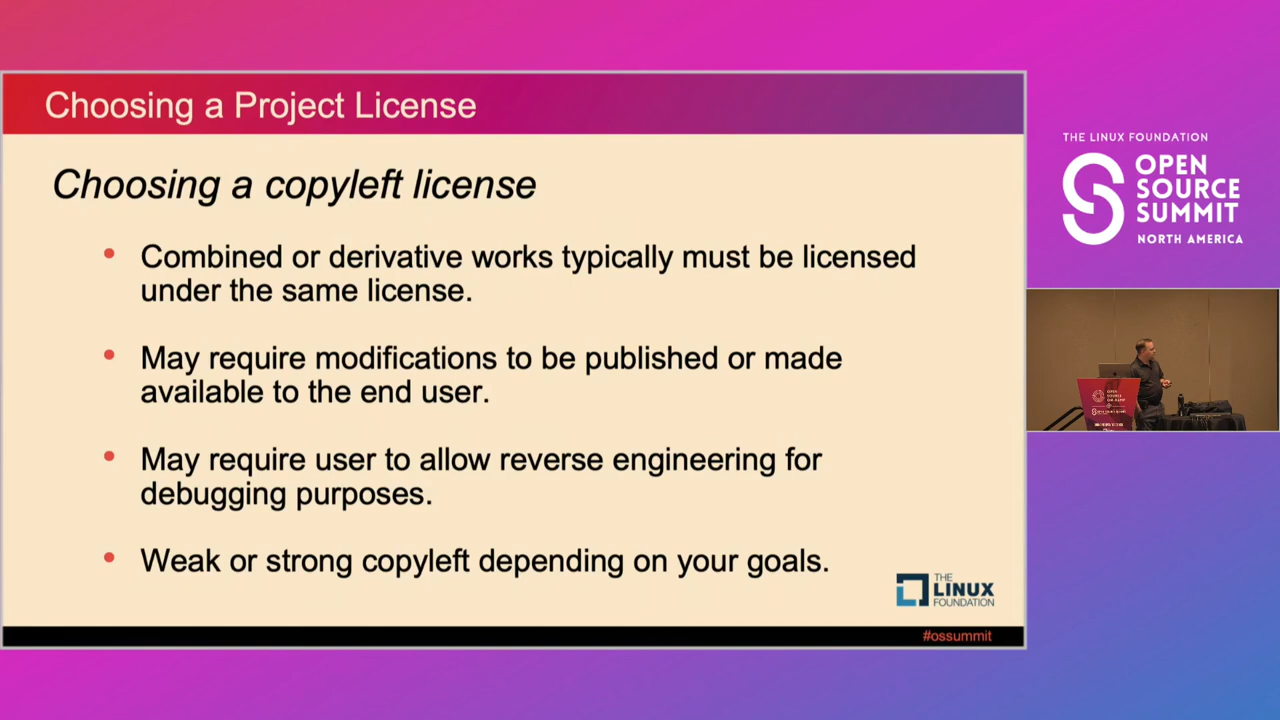 Choosing a Project License
Choosing a copyleft license
• Combined or derivative works typically must be licensed
under the same license.
• May require modifications to be published or made
available to the end user.
• May require user to allow reverse engineering for
debugging purposes.
• Weak or strong copyleft depending on your goals.
THE
LINUX
FOUNDATION
#ossummit
THE LINUX FOUNDATION
OPEN
SOURCE
SUMMIT
NORTH AMERICA